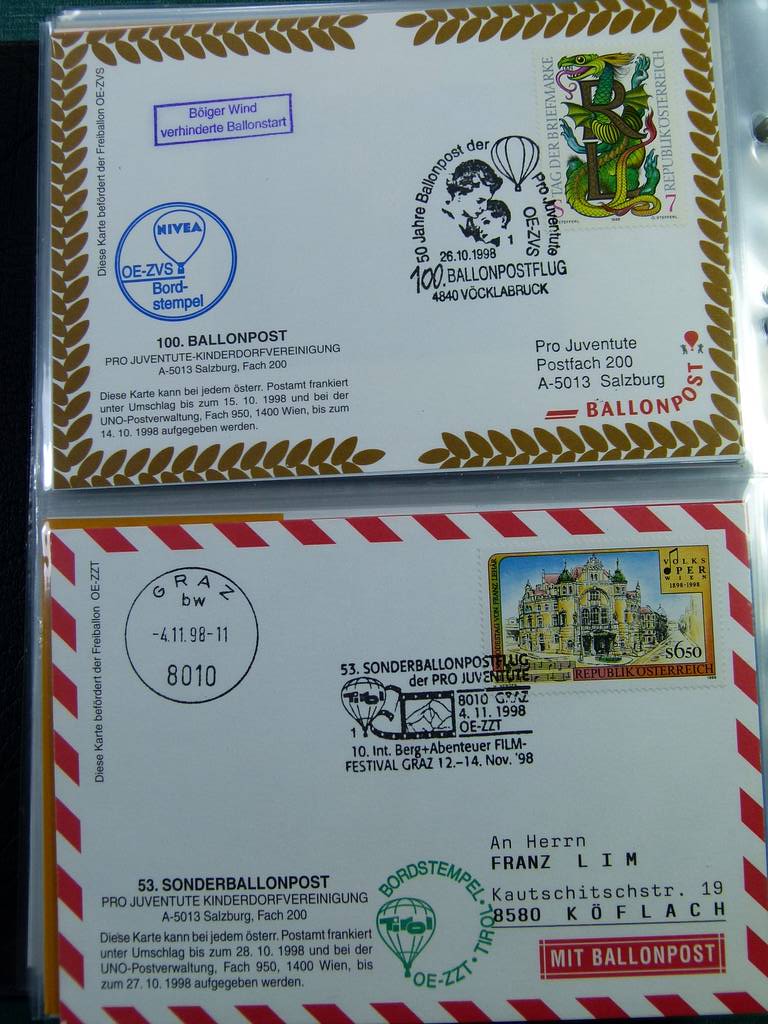 Diese Karte befördert der Freiballon OE-ZVS
Böiger Wind
verhinderte Ballonstart
NIVEA
OE-ZVS
Bord-
stempel
50 Jahre Ballonpost der Pro Juventute
OE-ZVS
1
26.10.1998
100. BALLONPOSTFLUG
4840 VÖCKLABRUCK
TAG DER BRIEFMARKE
R
L
S 7
REPUBLIK ÖSTERREICH
1998
100. BALLONPOST
PRO JUVENTUTE-KINDERDORFVEREINIGUNG
A-5013 Salzburg, Fach 200
Diese Karte kann bei jedem österr. Postamt frankiert
unter Umschlag bis zum 15. 10. 1998 und bei der
UNO-Postverwaltung, Fach 950, 1400 Wien, bis zum
14. 10. 1998 aufgegeben werden.
Pro Juventute
Postfach 200
A-5013 Salzburg
BALLONPOST
Diese Karte befördert der Freiballon OE-ZZT
GRAZ
bw
-4.11.98-11
8010
VOLKS
OPER
WIEN
1898-1998
S650
REPUBLIK ÖSTERREICH
53. SONDERBALLONPOSTFLUG
der PRO JUVENTUTE
Tirol
8010 GRAZ
4. 11. 1998
OE-ZZT
1
10. Int. Berg+Abenteuer FILM-
FESTIVAL GRAZ 12.–14. Nov. '98
53. SONDERBALLONPOST
PRO JUVENTUTE KINDERDORFVEREINIGUNG
A-5013 Salzburg, Fach 200
Diese Karte kann bei jedem österr. Postamt frankiert
unter Umschlag bis zum 28. 10. 1998 und bei der
UNO-Postverwaltung, Fach 950, 1400 Wien, bis
zum 27. 10. 1998 aufgegeben werden.
BORDSTEMPEL · TIROL ·
Tirol
OE-ZZT
An Herrn
FRANZ LIM
Kautschitschstr. 19
8580 KÖFLACH
MIT BALLONPOST